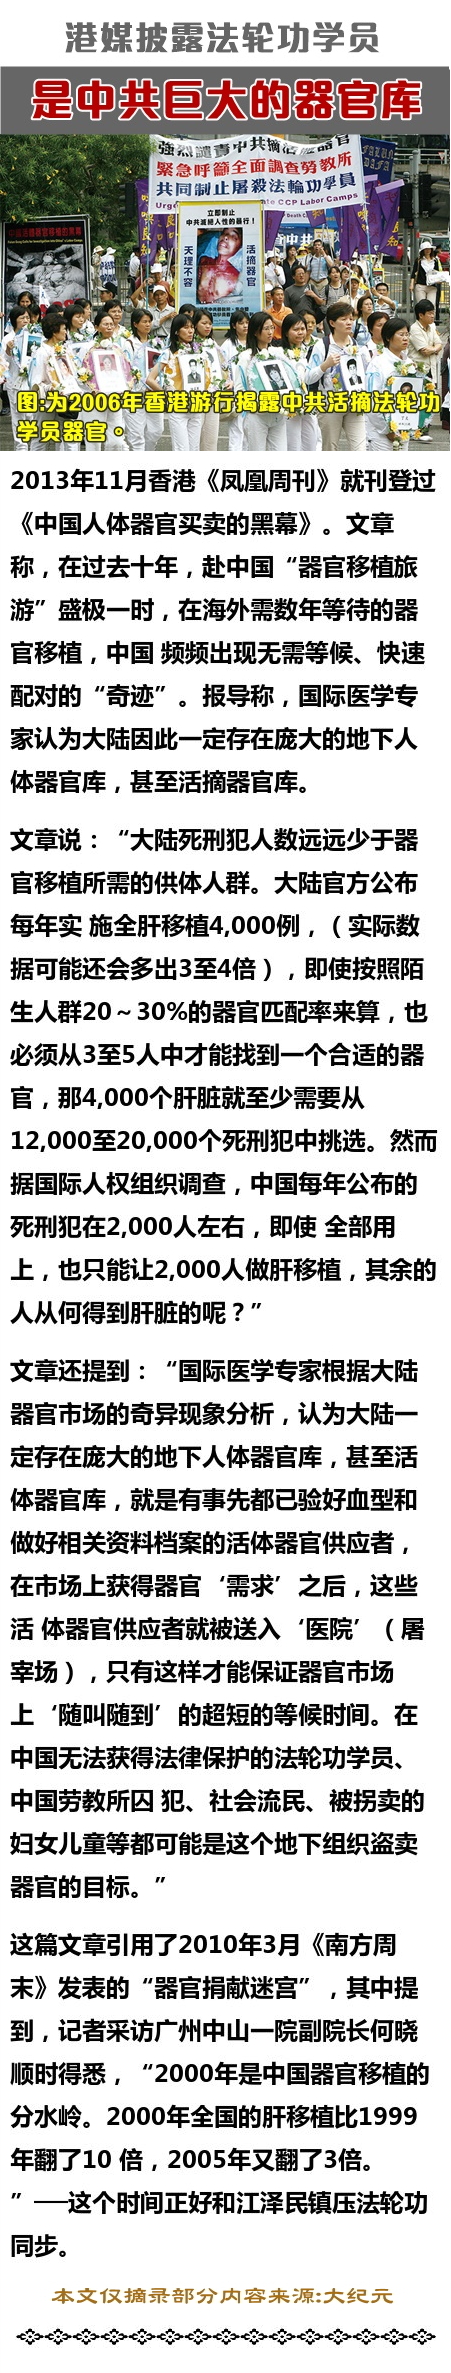 港媒披露法轮功学员
是中共巨大的器官库
強烈譴責中共摘活體器官
緊急呼籲全面調查勞教所
共同制止屠殺法輪功學員
CCP Labor Camps
立即制止
中共滅絕人性的暴行!
天理不容
活摘器官
图:为2006年香港游行揭露中共活摘法轮功
学员器官。
2013年11月香港《凤凰周刊》就刊登过
《中国人体器官买卖的黑幕》。文章
称，在过去十年，赴中国“器官移植旅
游”盛极一时，在海外需数年等待的器
官移植，中国 频频出现无需等候、快速
配对的“奇迹”。报导称，国际医学专
家认为大陆因此一定存在庞大的地下人
体器官库，甚至活摘器官库。
文章说：“大陆死刑犯人数远远少于器
官移植所需的供体人群。大陆官方公布
每年实 施全肝移植4,000例，（实际数
据可能还会多出3至4倍），即使按照陌
生人群20～30%的器官匹配率来算，也
必须从3至5人中才能找到一个合适的器
官，那4,000个肝脏就至少需要从
12,000至20,000个死刑犯中挑选。然而
据国际人权组织调查，中国每年公布的
死刑犯在2,000人左右，即使 全部用
上，也只能让2,000人做肝移植，其余的
人从何得到肝脏的呢？”
文章还提到：“国际医学专家根据大陆
器官市场的奇异现象分析，认为大陆一
定存在庞大的地下人体器官库，甚至活
体器官库，就是有事先都已验好血型和
做好相关资料档案的活体器官供应者，
在市场上获得器官‘需求’之后，这些
活 体器官供应者就被送入‘医院’（屠
宰场），只有这样才能保证器官市场
上‘随叫随到’的超短的等候时间。在
中国无法获得法律保护的法轮功学员、
中国劳教所囚 犯、社会流民、被拐卖的
妇女儿童等都可能是这个地下组织盗卖
器官的目标。”
这篇文章引用了2010年3月《南方周
末》发表的“器官捐献迷宫”，其中提
到，记者采访广州中山一院副院长何晓
顺时得悉，“2000年是中国器官移植的
分水岭。2000年全国的肝移植比1999
年翻了10 倍，2005年又翻了3倍。
”──这个时间正好和江泽民镇压法轮功
同步。
本文仅摘录部分内容来源:大纪元